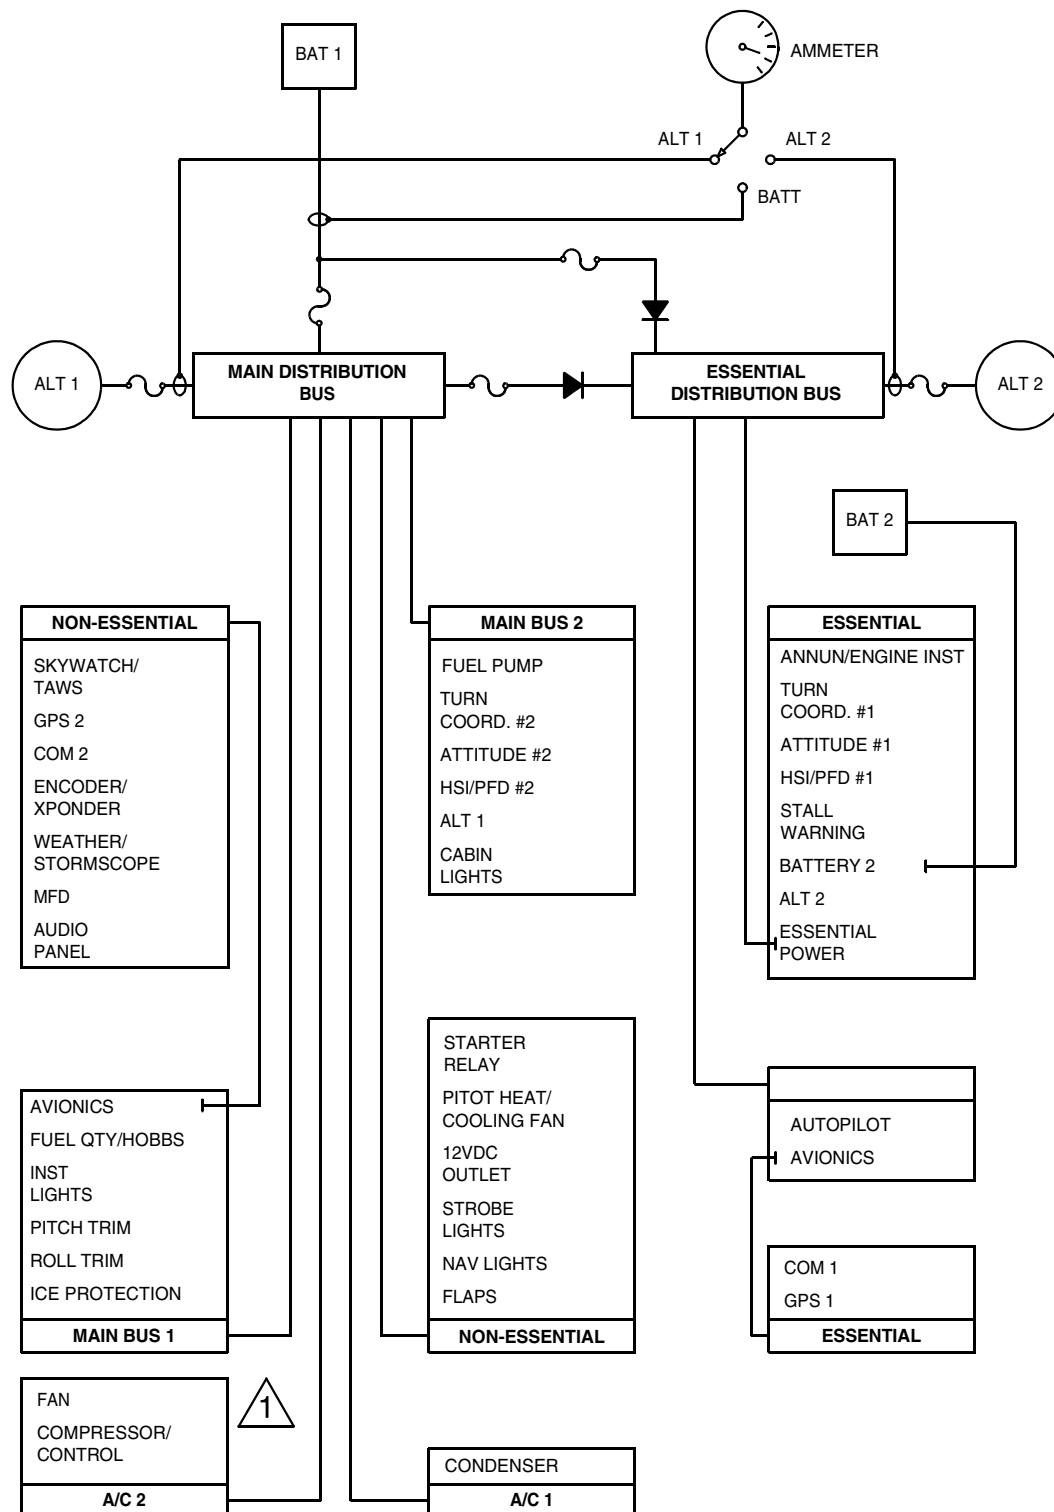 BAT 1
AMMETER
ALT 1
ALT 2
BATT
ALT 1
MAIN DISTRIBUTION
BUS
ESSENTIAL
DISTRIBUTION BUS
ALT 2
BAT 2
NON-ESSENTIAL
SKYWATCH/
TAWS
GPS 2
COM 2
ENCODER/
XPONDER
WEATHER/
STORMSCOPE
MFD
AUDIO
PANEL
MAIN BUS 2
FUEL PUMP
TURN
COORD. #2
ATTITUDE #2
HSI/PFD #2
ALT 1
CABIN
LIGHTS
ESSENTIAL
ANNUN/ENGINE INST
TURN
COORD. #1
ATTITUDE #1
HSI/PFD #1
STALL
WARNING
BATTERY 2
ALT 2
ESSENTIAL
POWER
AVIONICS
FUEL QTY/HOBBS
INST
LIGHTS
PITCH TRIM
ROLL TRIM
ICE PROTECTION
MAIN BUS 1
STARTER
RELAY
PITOT HEAT/
COOLING FAN
12VDC
OUTLET
STROBE
LIGHTS
NAV LIGHTS
FLAPS
NON-ESSENTIAL
AUTOPILOT
AVIONICS
COM 1
GPS 1
ESSENTIAL
FAN
COMPRESSOR/
CONTROL
A/C 2
1
CONDENSER
A/C 1